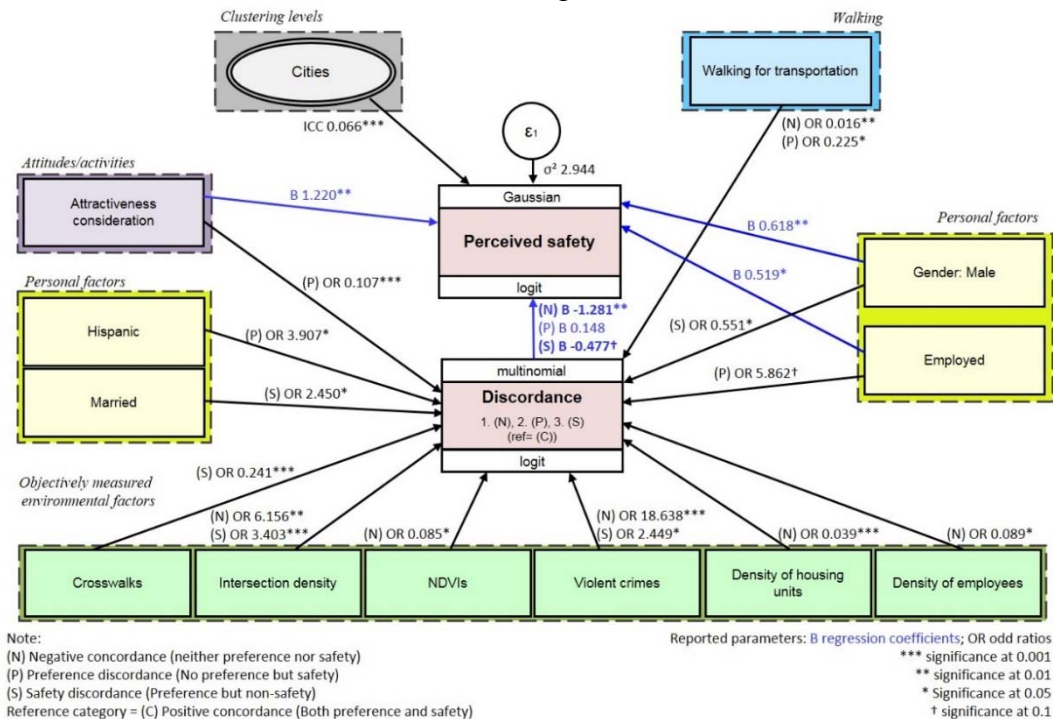 Clustering levels
Cities
ICC 0.066***
ε1
σ² 2.944
Walking
Walking for transportation
(N) OR 0.016**
(P) OR 0.225*
Attitudes/activities
Attractiveness
consideration
B 1.220**
(P) OR 0.107***
Gaussian
Perceived safety
logit
B 0.618**
B 0.519*
Personal factors
Gender: Male
Employed
(S) OR 0.551*
(P) OR 5.862†
Personal factors
Hispanic
Married
(P) OR 3.907*
(S) OR 2.450*
(N) B -1.281**
(P) B 0.148
(S) B -0.477†
multinomial
Discordance
1. (N), 2. (P), 3. (S)
(ref= (C))
logit
Objectively measured
environmental factors
(S) OR 0.241***
(N) OR 6.156**
(S) OR 3.403***
(N) OR 0.085*
(N) OR 18.638***
(S) OR 2.449*
(N) OR 0.039***
(N) OR 0.089*
Crosswalks
Intersection density
NDVIs
Violent crimes
Density of housing
units
Density of employees
Note:
(N) Negative concordance (neither preference nor safety)
(P) Preference discordance (No preference but safety)
(S) Safety discordance (Preference but non-safety)
Reference category = (C) Positive concordance (Both preference and safety)
Reported parameters: B regression coefficients; OR odd ratios
*** significance at 0.001
** significance at 0.01
* Significance at 0.05
† significance at 0.1